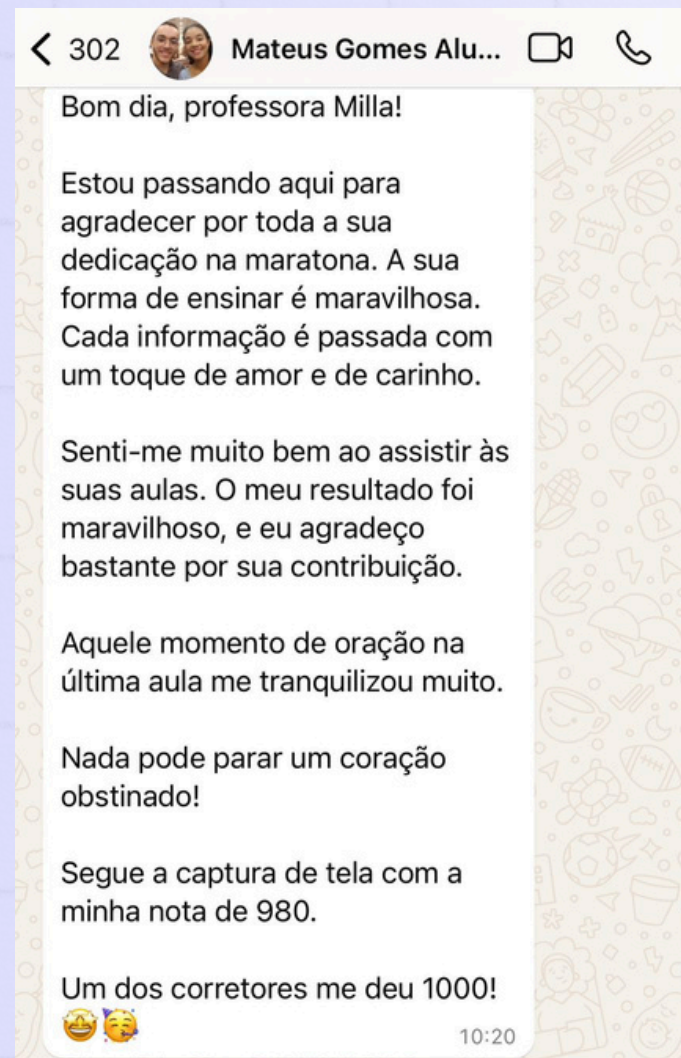 302 Mateus Gomes Alu...
Bom dia, professora Milla!
Estou passando aqui para
agradecer por toda a sua
dedicação na maratona. A sua
forma de ensinar é maravilhosa.
Cada informação é passada com
um toque de amor e de carinho.
Senti-me muito bem ao assistir às
suas aulas. O meu resultado foi
maravilhoso, e eu agradeço
bastante por sua contribuição.
Aquele momento de oração na
última aula me tranquilizou muito.
Nada pode parar um coração
obstinado!
Segue a captura de tela com a
minha nota de 980.
Um dos corretores me deu 1000!
🤩🥳 10:20